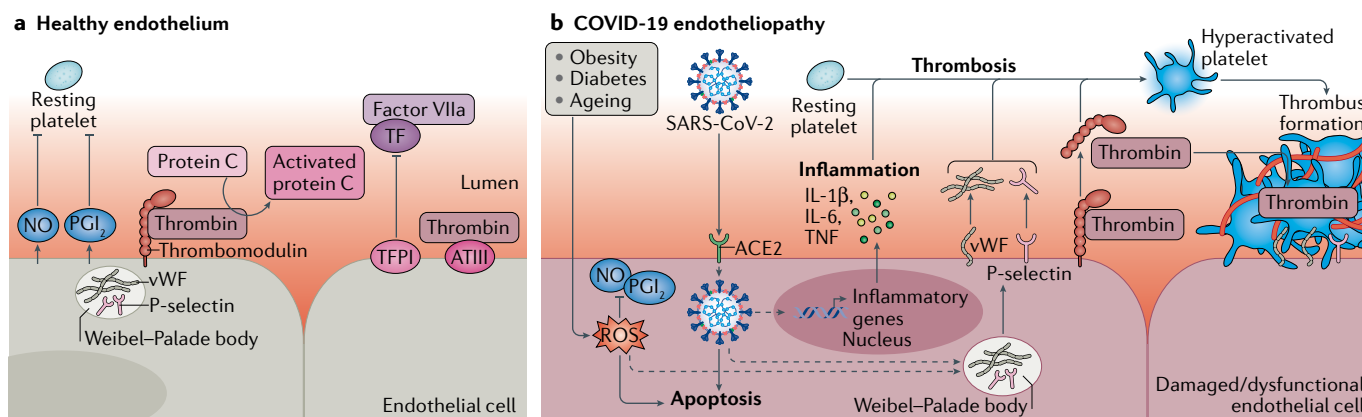 a Healthy endothelium
Resting
platelet
NO
PGI₂
Protein C
Activated
protein C
Thrombin
Thrombomodulin
vWF
P-selectin
Weibel–Palade body
Factor VIIa
TF
Lumen
TFPI
Thrombin
ATIII
Endothelial cell
b COVID-19 endotheliopathy
• Obesity
• Diabetes
• Ageing
SARS-CoV-2
ACE2
NO
PGI₂
ROS
Apoptosis
Resting
platelet
Thrombosis
Inflammation
IL-1β,
IL-6,
TNF
Inflammatory
genes
Nucleus
vWF
P-selectin
Weibel–Palade body
Thrombin
Thrombin
Hyperactivated
platelet
Thrombus
formation
Thrombin
Damaged/dysfunctional
endothelial cell